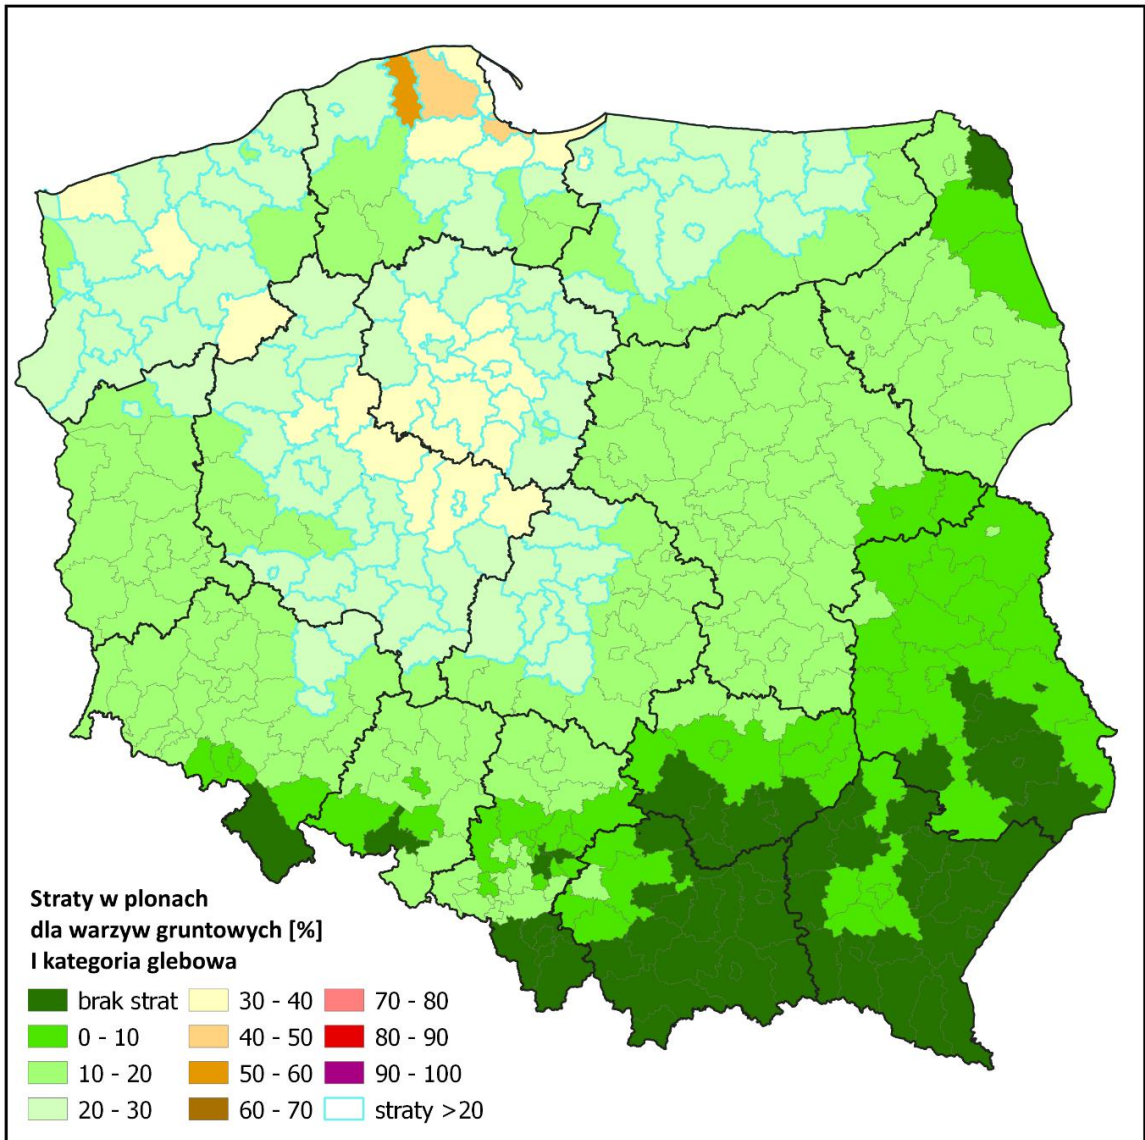 Straty w plonach
dla warzyw gruntowych [%]
I kategoria glebowa
brak strat
0 - 10
10 - 20
20 - 30
30 - 40
40 - 50
50 - 60
60 - 70
70 - 80
80 - 90
90 - 100
straty >20